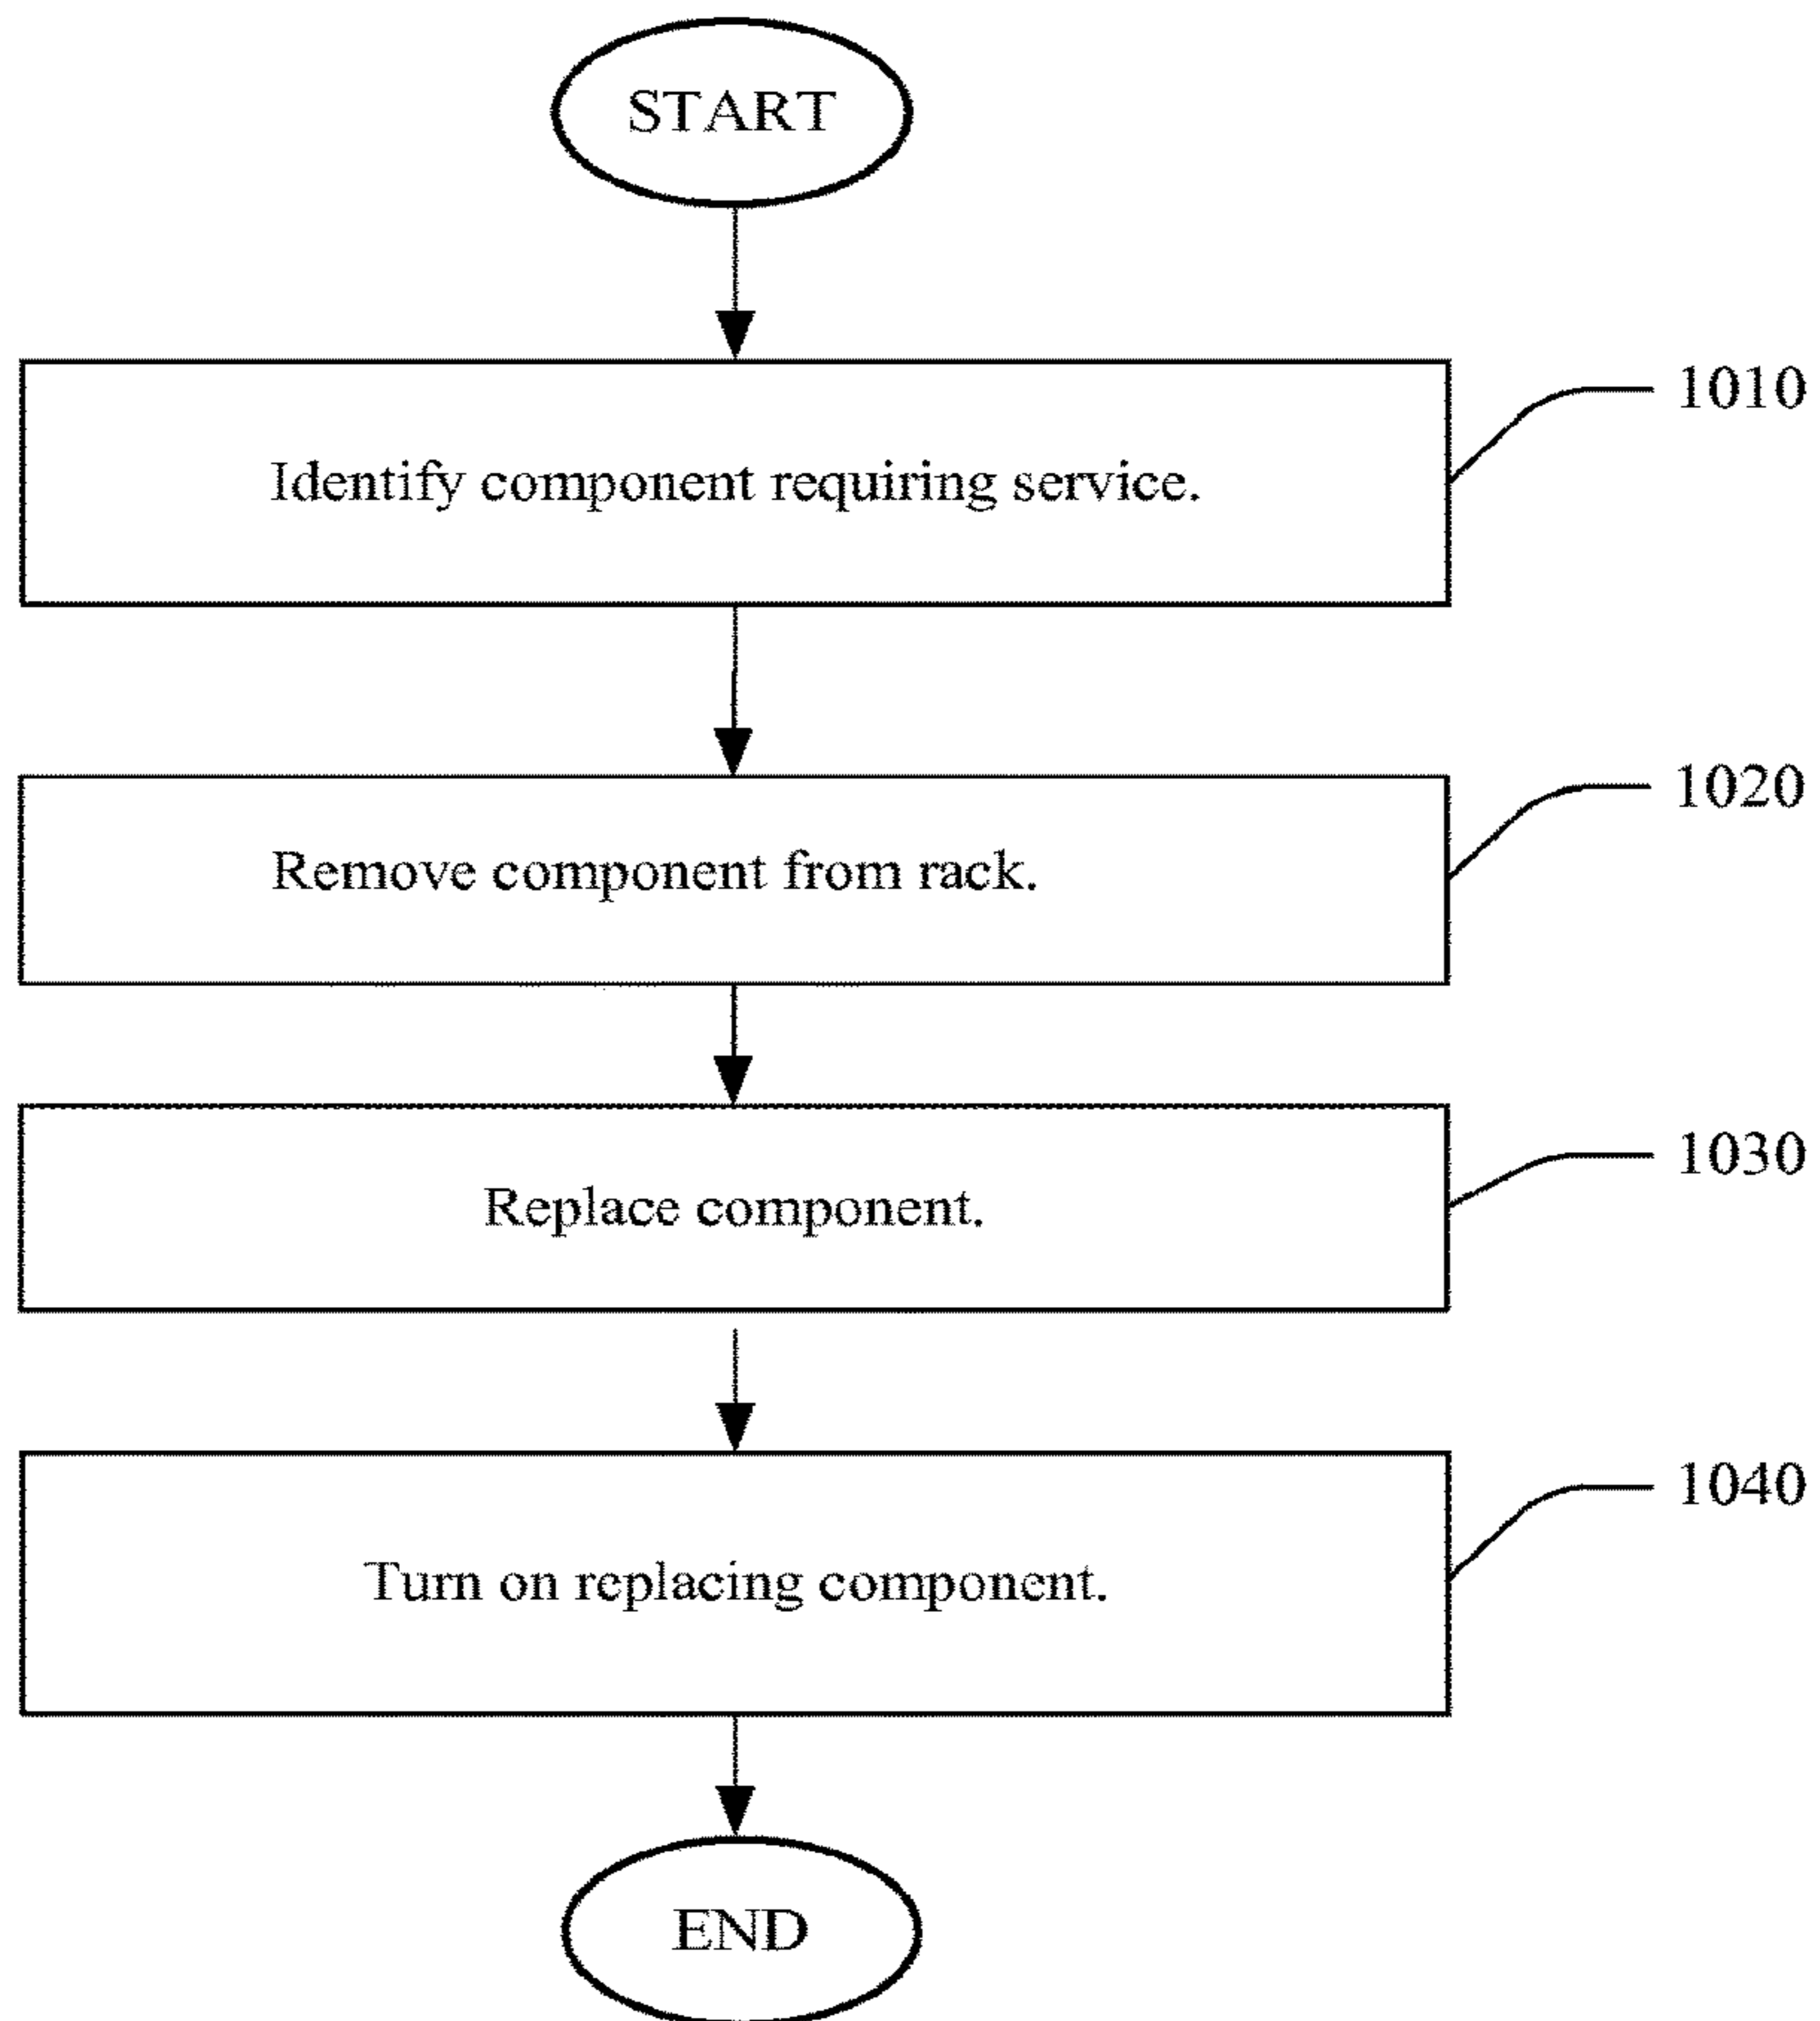 START
1010
Identify component requiring service.
1020
Remove component from rack.
1030
Replace component.
1040
Turn on replacing component.
END